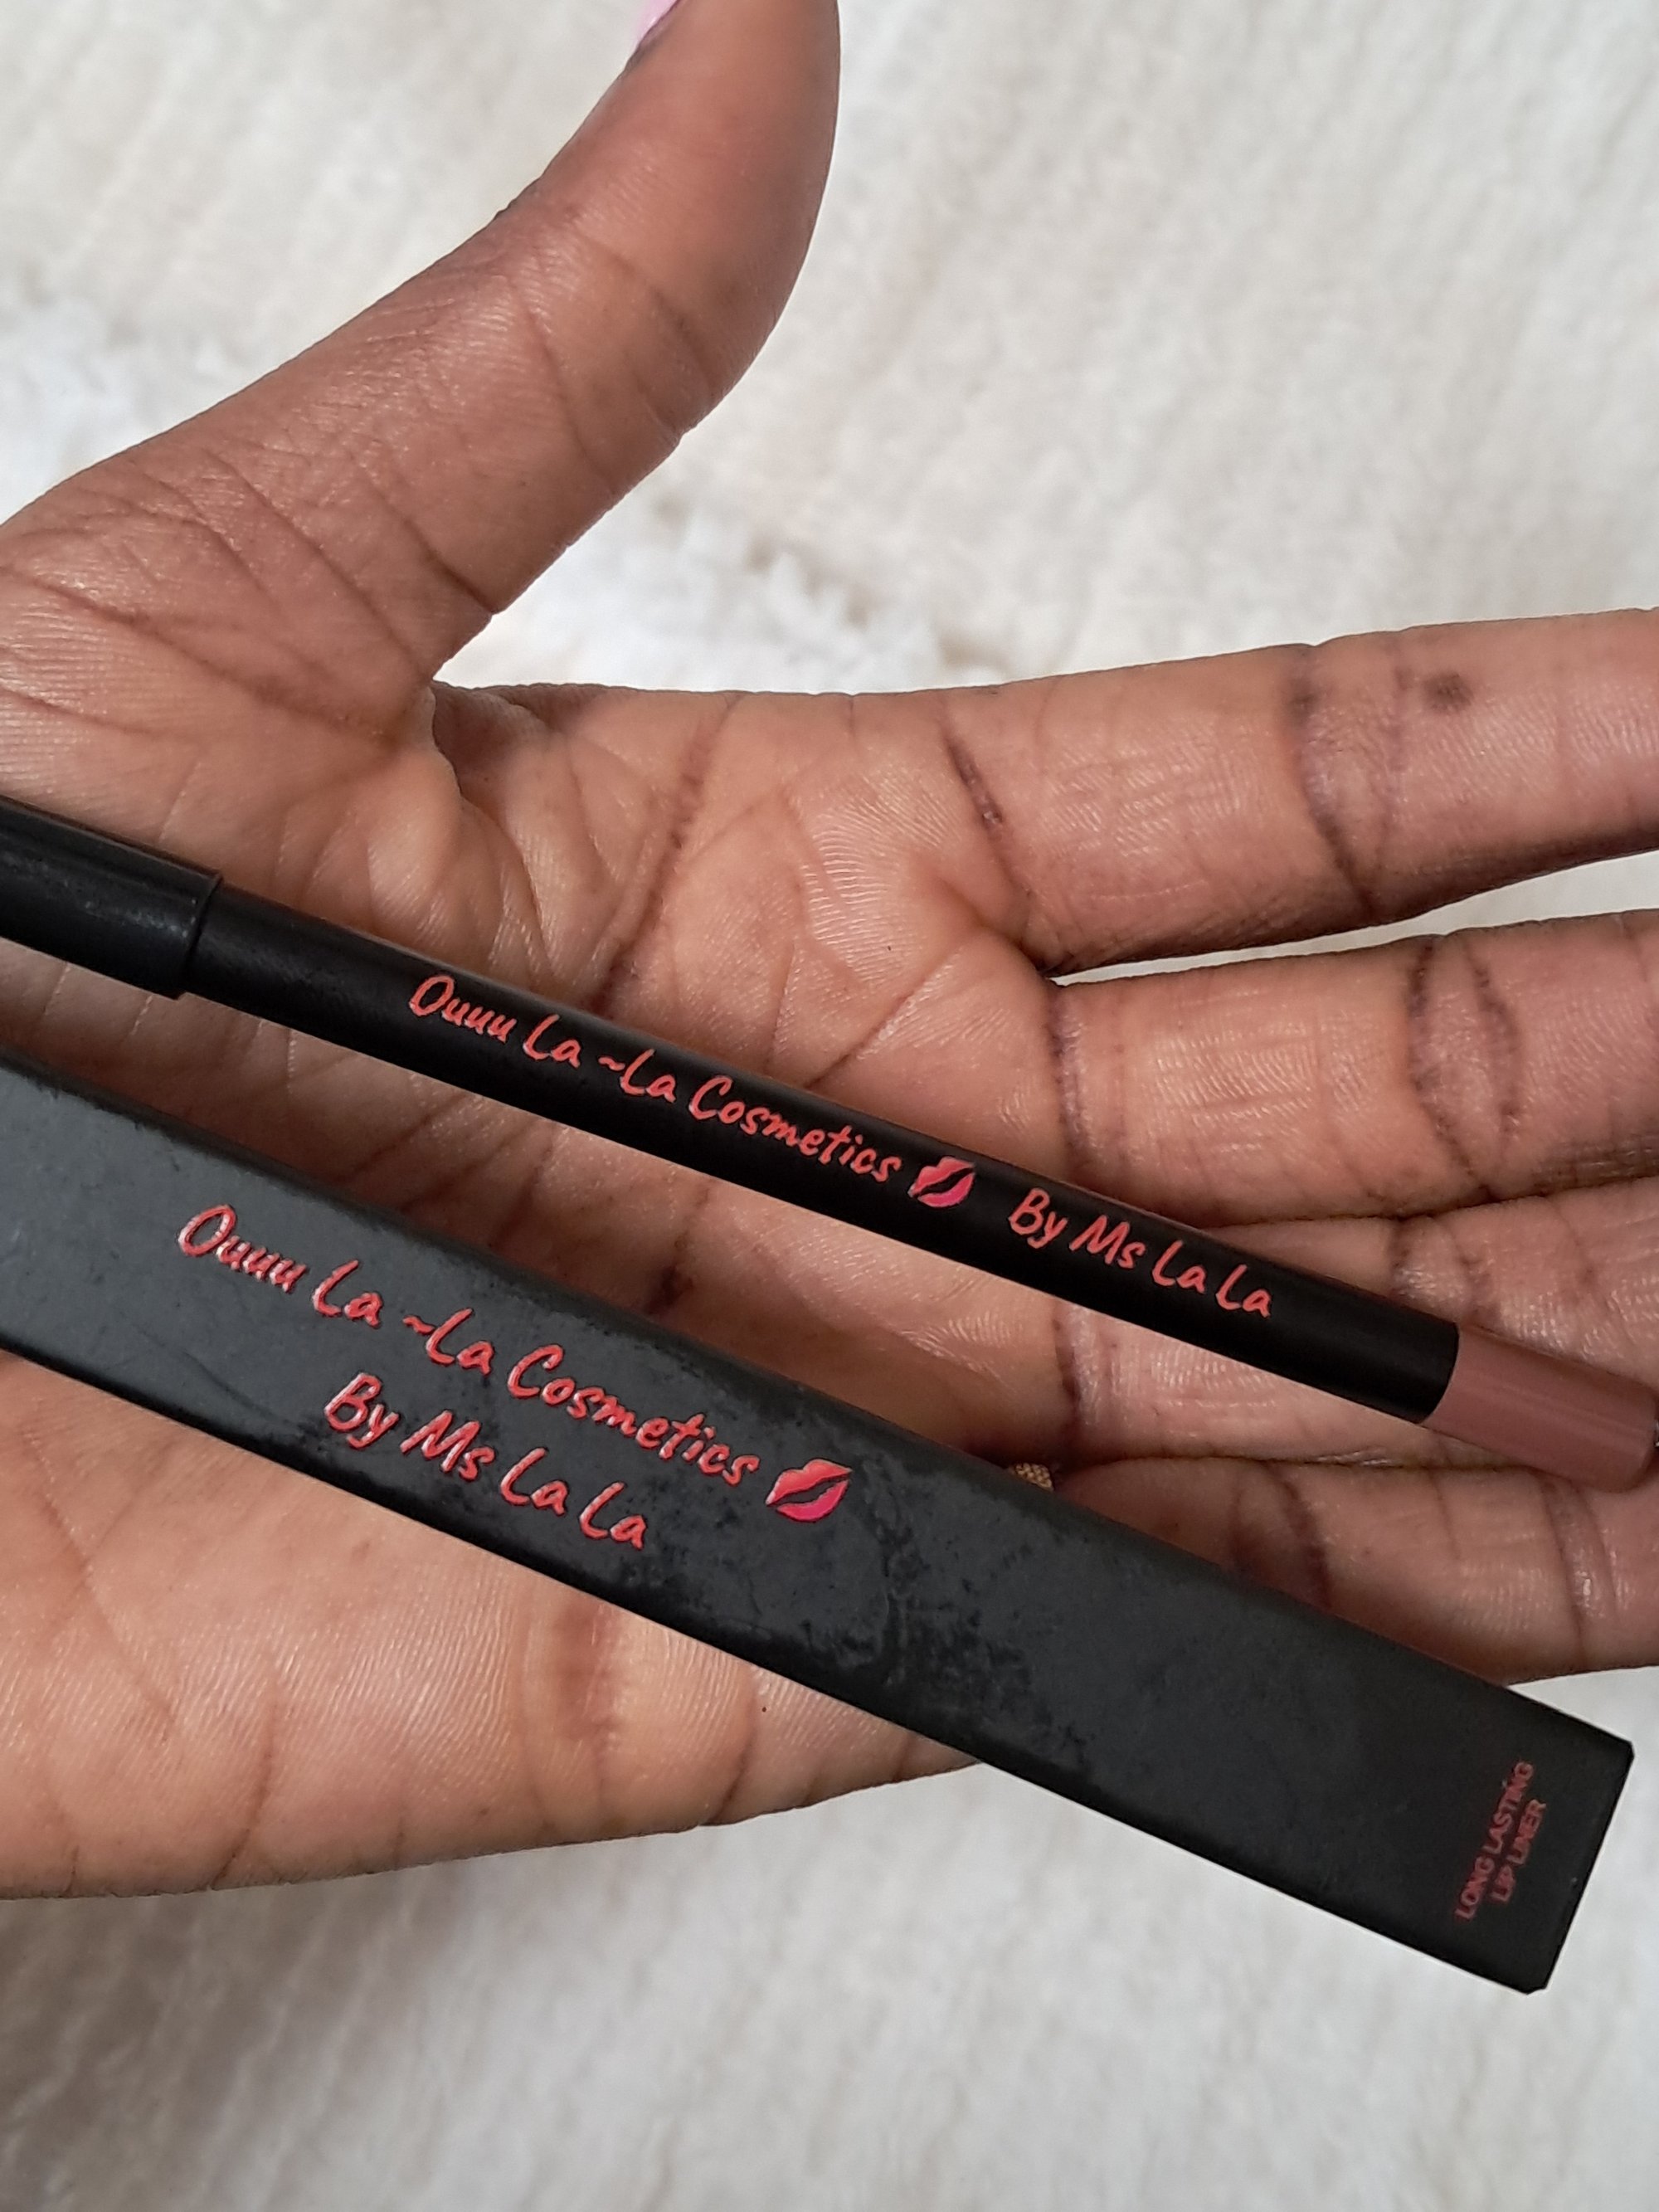 Ouuu La ~La Cosmetics 💋 By Ms La La
Ouuu La ~La Cosmetics 💋
By Ms La La
LONG LASTING
LIP LINER